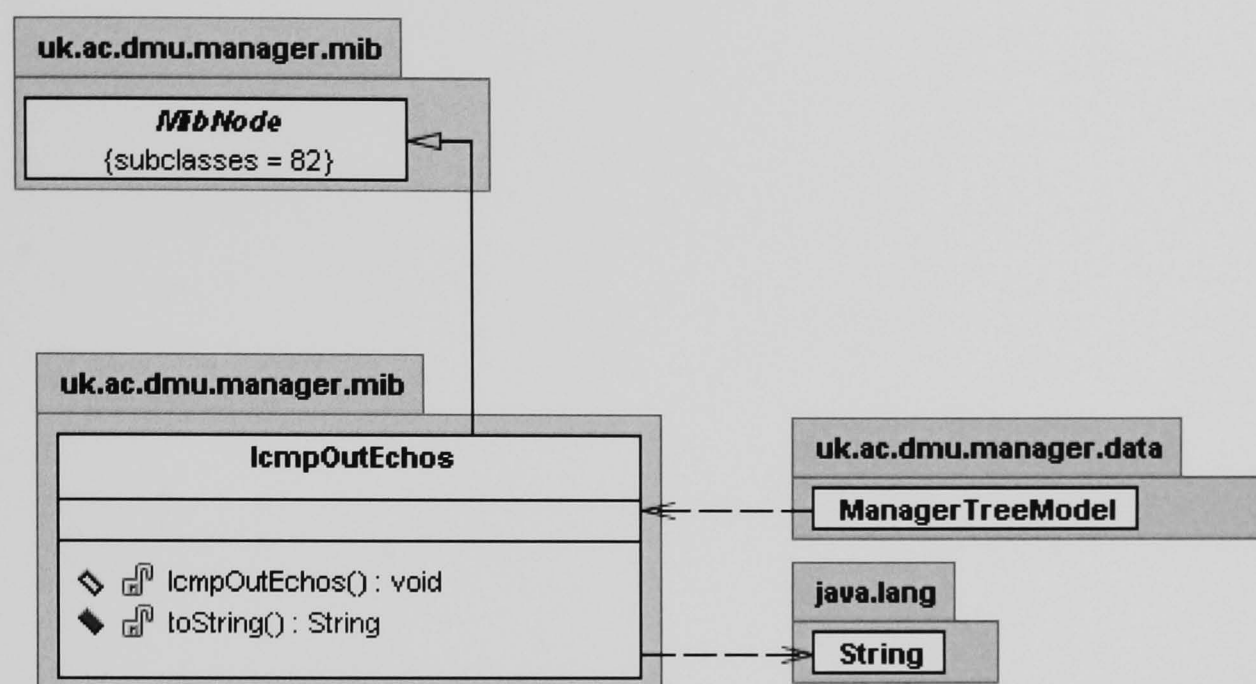 uk.ac.dmu.manager.mib
MibNode
{subclasses = 82}
uk.ac.dmu.manager.mib
IcmpOutEchos
IcmpOutEchos() : void
toString() : String
uk.ac.dmu.manager.data
ManagerTreeModel
java.lang
String